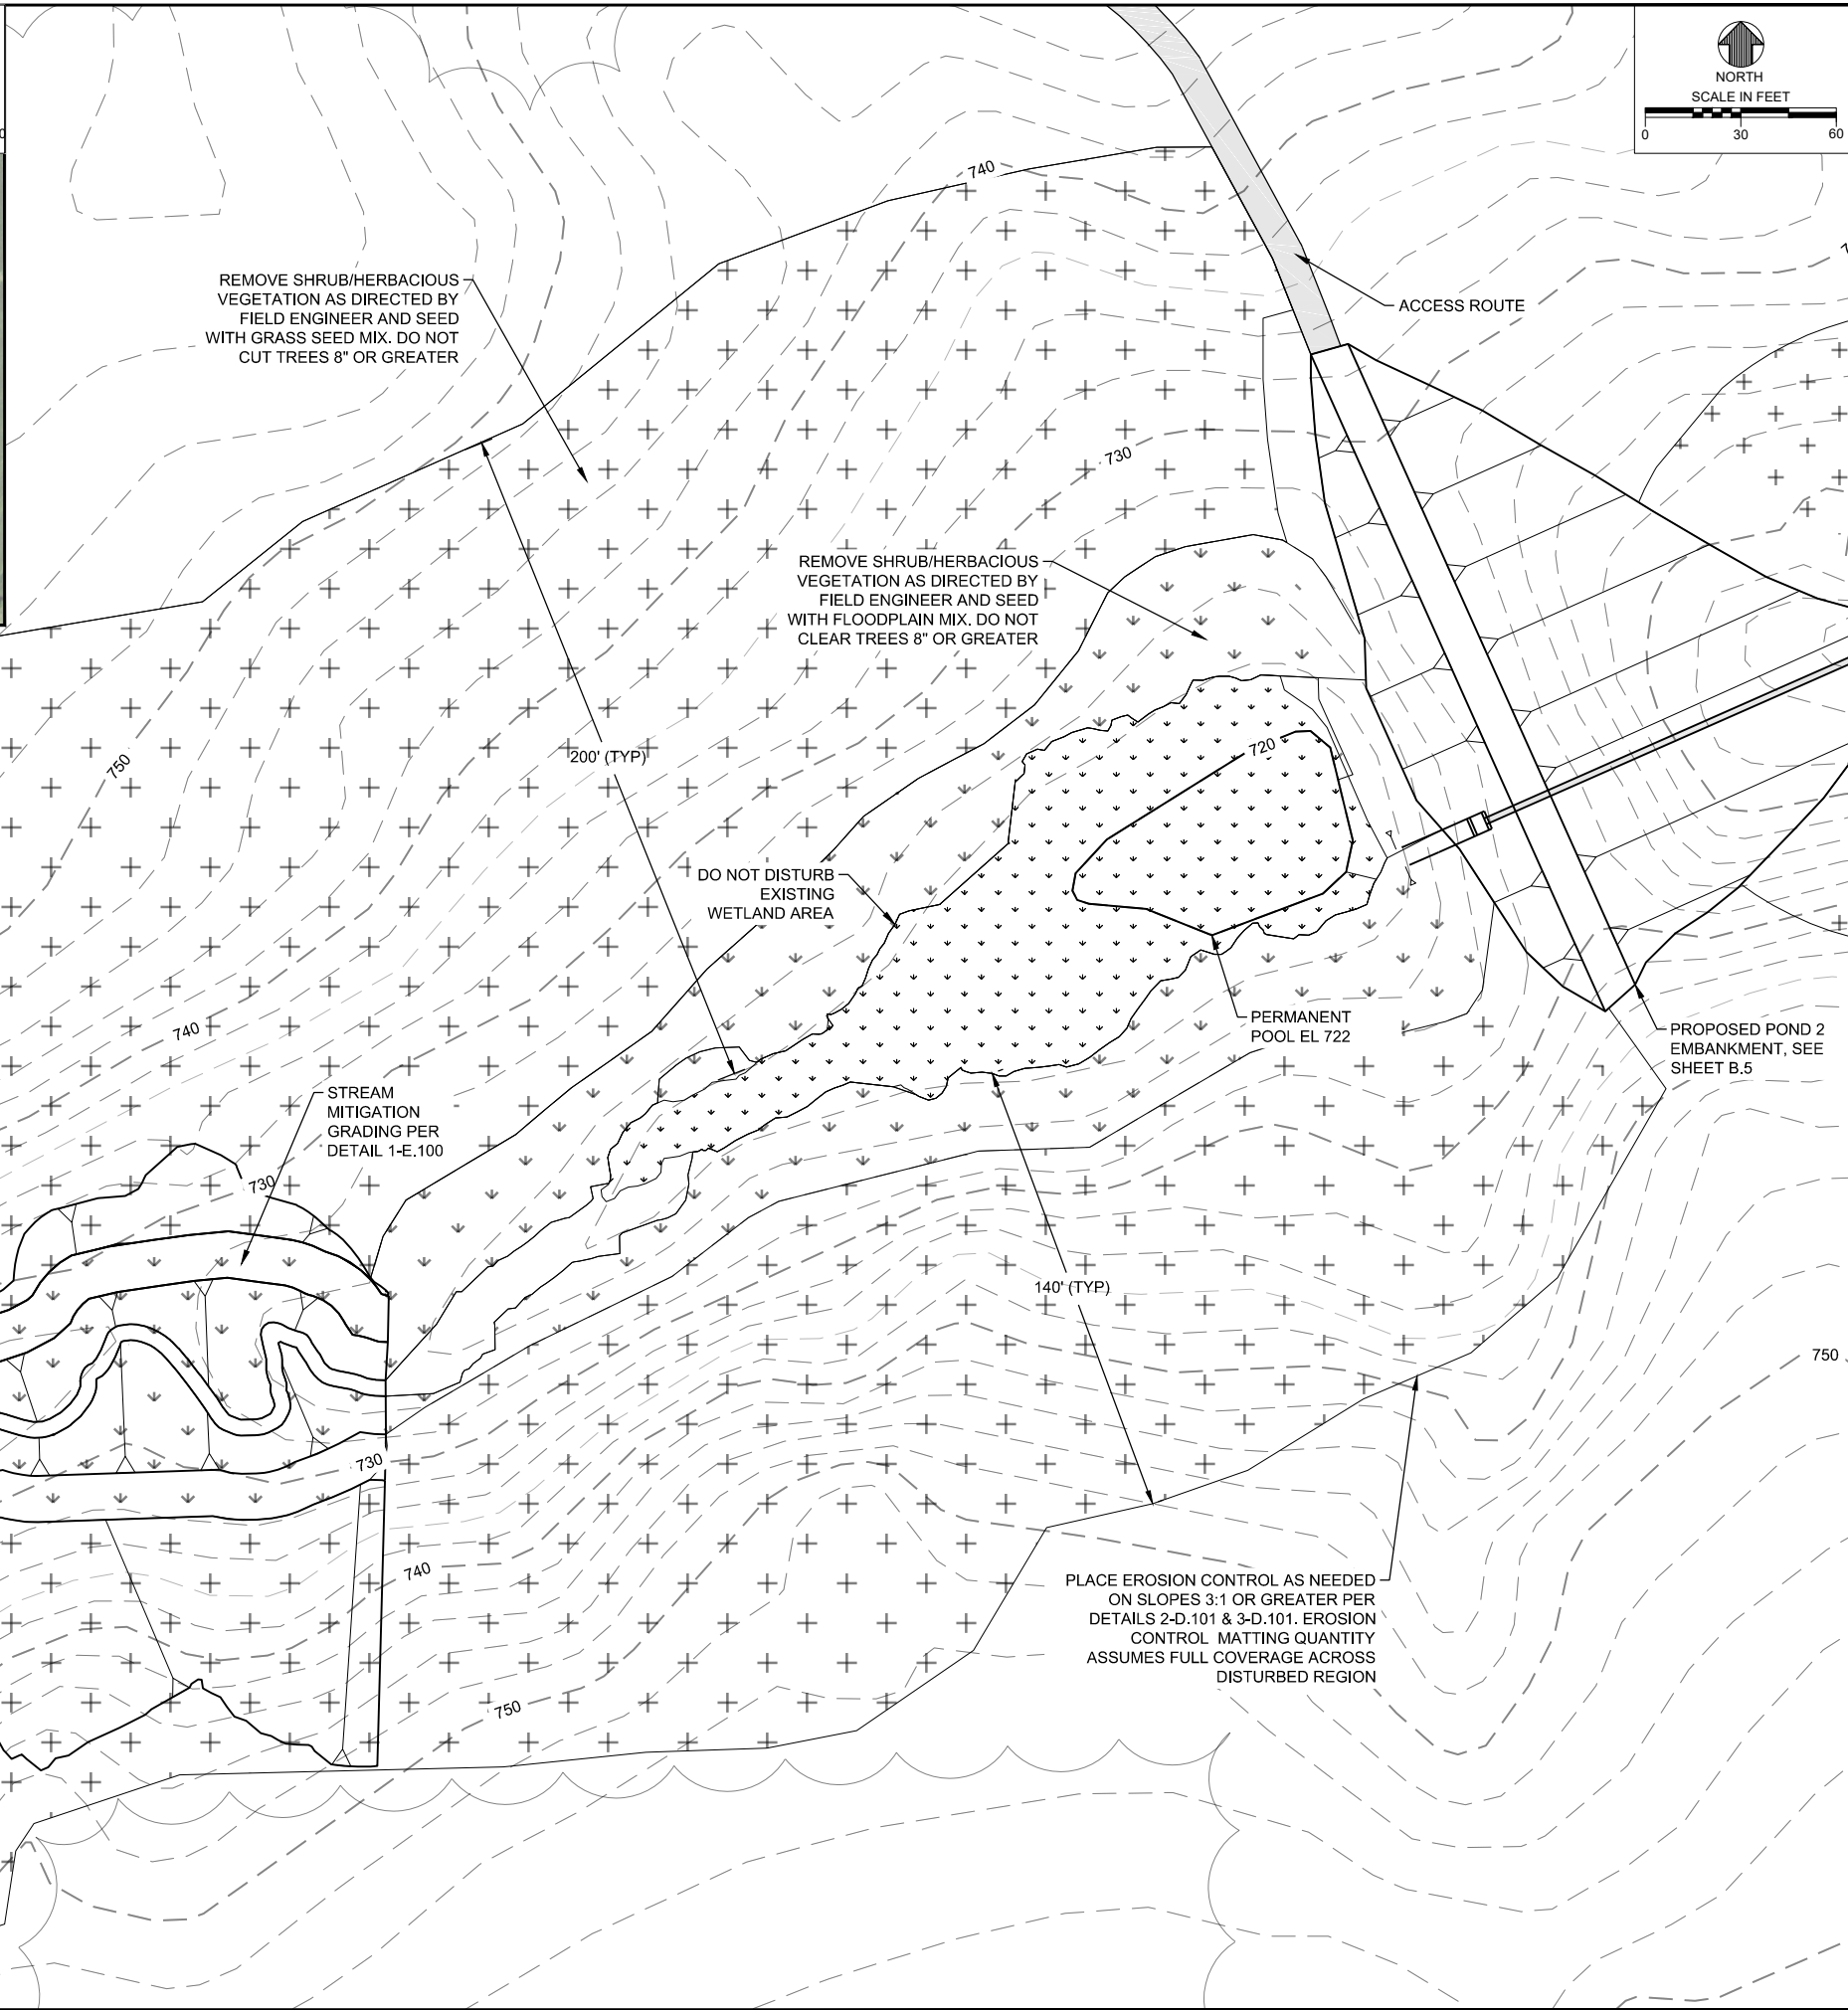 NORTH
SCALE IN FEET
0 30 60
740
REMOVE SHRUB/HERBACIOUS
VEGETATION AS DIRECTED BY
FIELD ENGINEER AND SEED
WITH GRASS SEED MIX. DO NOT
CUT TREES 8" OR GREATER
ACCESS ROUTE
730
REMOVE SHRUB/HERBACIOUS
VEGETATION AS DIRECTED BY
FIELD ENGINEER AND SEED
WITH FLOODPLAIN MIX. DO NOT
CLEAR TREES 8" OR GREATER
720
200' (TYP)
750
DO NOT DISTURB
EXISTING
WETLAND AREA
740
PERMANENT
POOL EL 722
PROPOSED POND 2
EMBANKMENT, SEE
SHEET B.5
STREAM
MITIGATION
GRADING PER
DETAIL 1-E.100
730
140' (TYP)
750
730
740
PLACE EROSION CONTROL AS NEEDED
ON SLOPES 3:1 OR GREATER PER
DETAILS 2-D.101 & 3-D.101. EROSION
CONTROL MATTING QUANTITY
ASSUMES FULL COVERAGE ACROSS
DISTURBED REGION
750